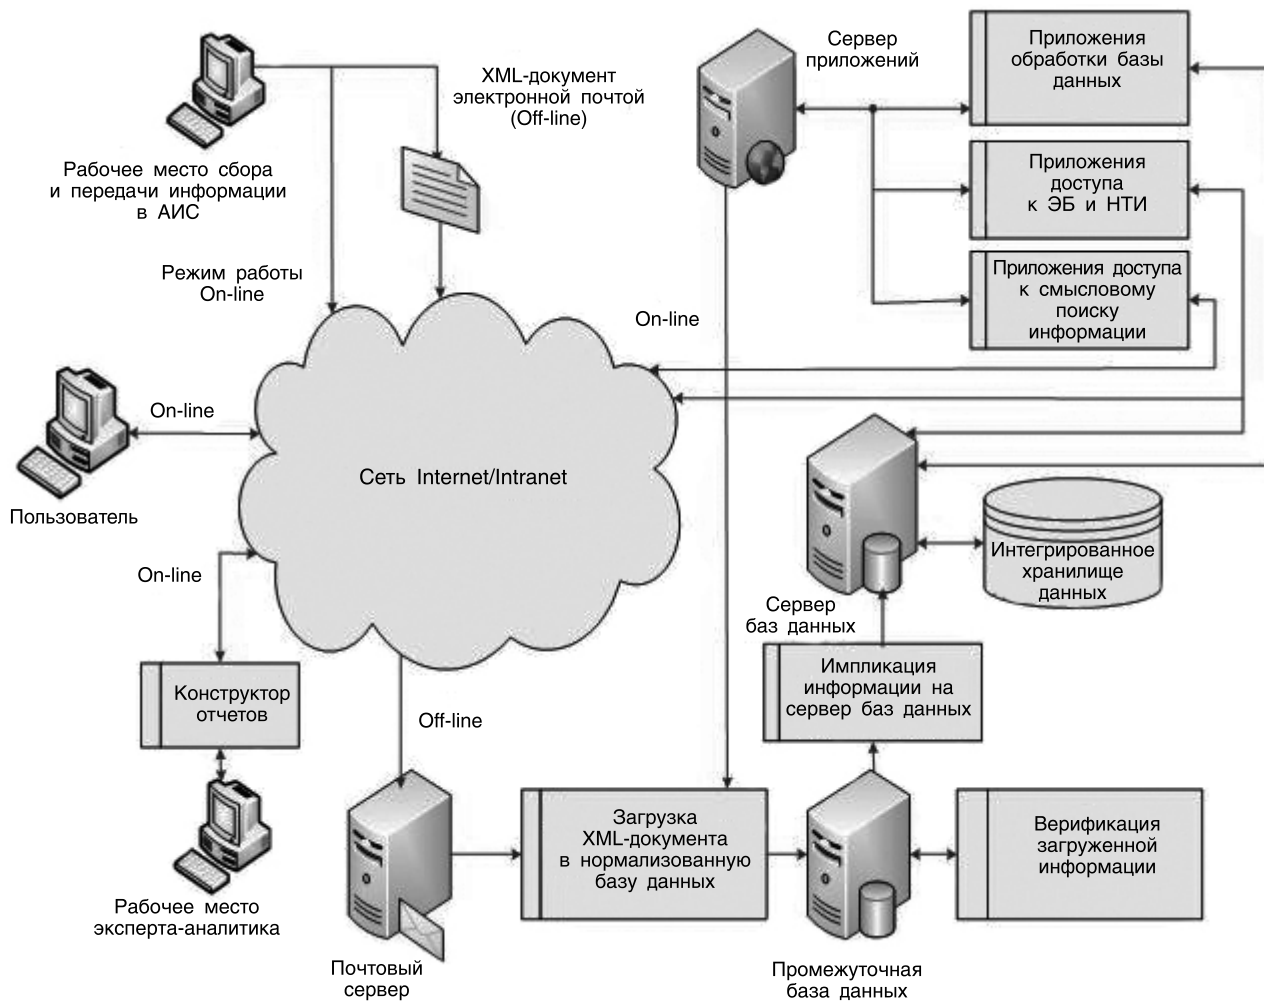 XML-документ
электронной почтой
(Off-line)
Сервер
приложений
Приложения
обработки базы
данных
Рабочее место сбора
и передачи информации
в АИС
Приложения
доступа
к ЭБ и НТИ
Режим работы
On-line
Приложения доступа
к смысловому
поиску
информации
On-line
On-line
Сеть Internet/Intranet
Пользователь
On-line
Интегрированное
хранилище
данных
Сервер
баз данных
Импликация
информации на
сервер баз данных
Конструктор
отчетов
Off-line
Загрузка
XML-документа
в нормализованную
базу данных
Верификация
загруженной
информации
Рабочее место
эксперта-аналитика
Почтовый
сервер
Промежуточная
база данных